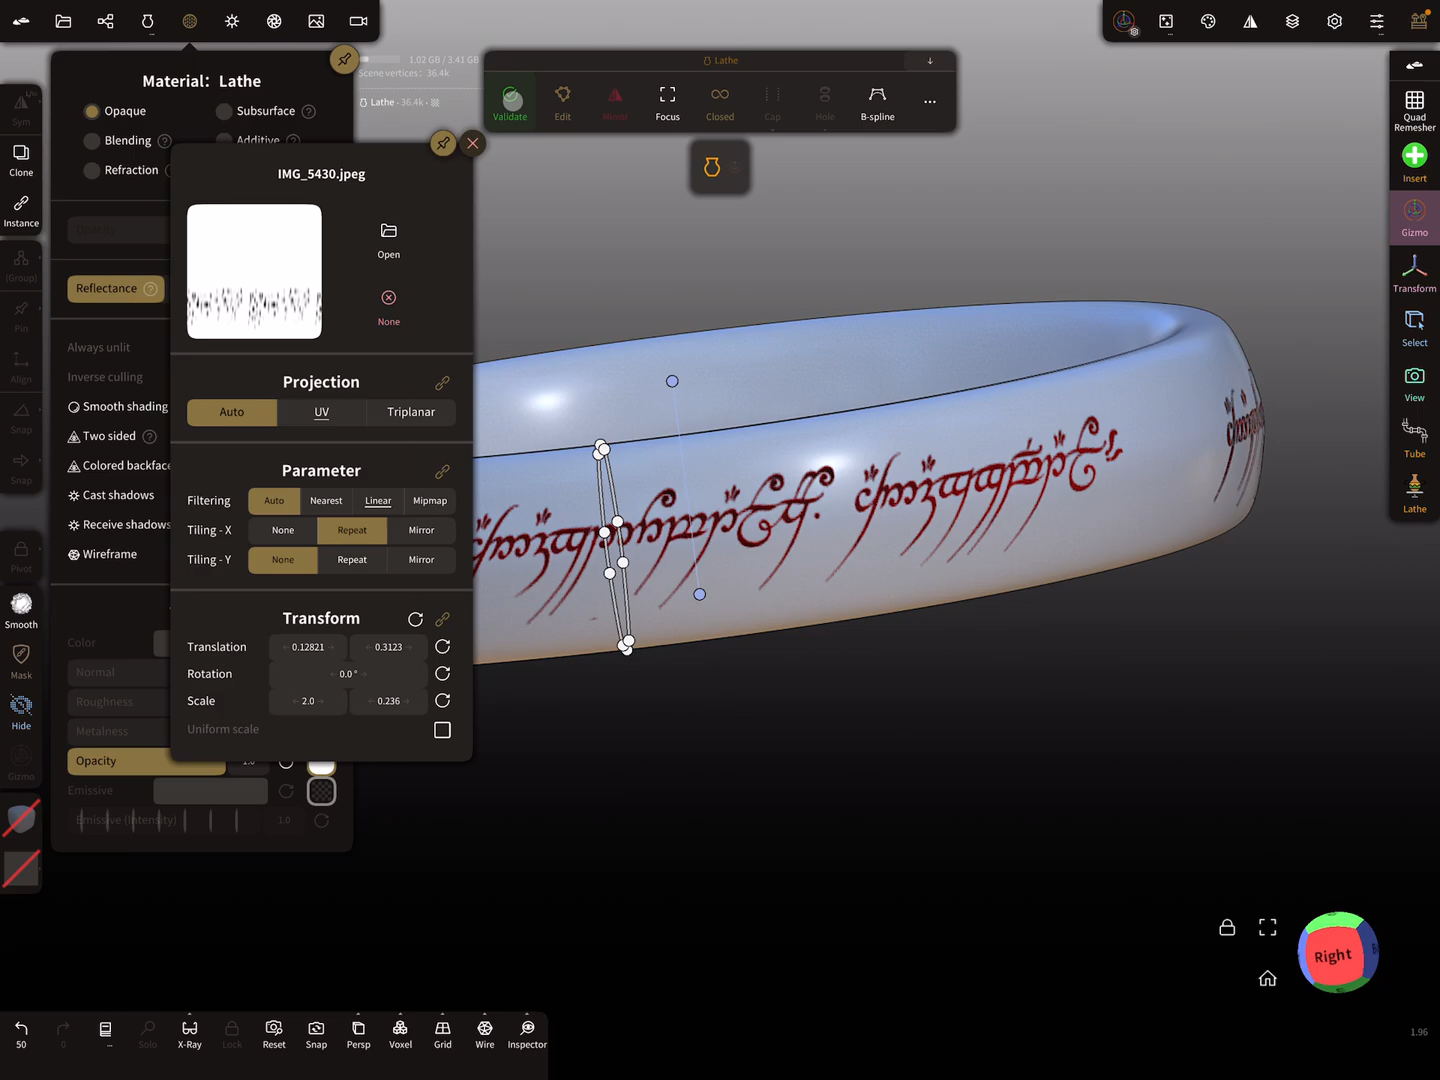 1.02 GB / 3.41 GB
Scene vertices: 36.4k
Lathe · 36.4k ·
Material: Lathe
Opaque
Subsurface ?
Blending ?
Additive ?
Refraction
Opacity
Reflectance ?
Always unlit
Inverse culling
Smooth shading
Two sided ?
Colored backface
Cast shadows
Receive shadows
Wireframe
Color
Normal
Roughness
Metalness
Opacity
Emissive
Emissive (Intensity) 1.0
IMG_5430.jpeg
Open
None
Projection
Auto UV Triplanar
Parameter
Filtering Auto Nearest Linear Mipmap
Tiling - X None Repeat Mirror
Tiling - Y None Repeat Mirror
Transform
Translation 0.12821 0.3123
Rotation 0.0°
Scale 2.0 0.236
Uniform scale
Lathe
Validate Edit Mirror Focus Closed Cap Hole B-spline ...
Sym
Clone
Instance
(Group)
Pin
Align
Snap
Snap
Pivot
Smooth
Mask
Hide
Gizmo
Quad Remesher
Insert
Gizmo
Transform
Select
View
Tube
Lathe
Right
1.96
50 0 ... Solo X-Ray Lock Reset Snap Persp Voxel Grid Wire Inspector